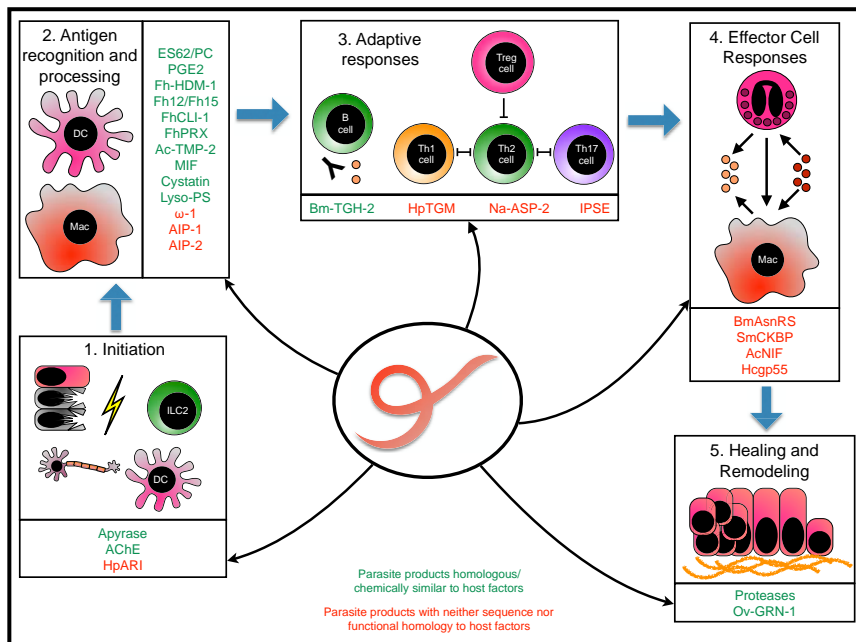 2. Antigen
recognition and
processing
DC
Mac
ES62/PC
PGE2
Fh-HDM-1
Fh12/Fh15
FhCLI-1
FhPRX
Ac-TMP-2
MIF
Cystatin
Lyso-PS
ω-1
AIP-1
AIP-2
3. Adaptive
responses
Treg
cell
B
cell
Th1
cell
Th2
cell
Th17
cell
Bm-TGH-2
HpTGM
Na-ASP-2
IPSE
4. Effector Cell
Responses
Mac
BmAsnRS
SmCKBP
AcNIF
Hcgp55
1. Initiation
ILC2
DC
Apyrase
AChE
HpARI
5. Healing and
Remodeling
Proteases
Ov-GRN-1
Parasite products homologous/
chemically similar to host factors
Parasite products with neither sequence nor
functional homology to host factors